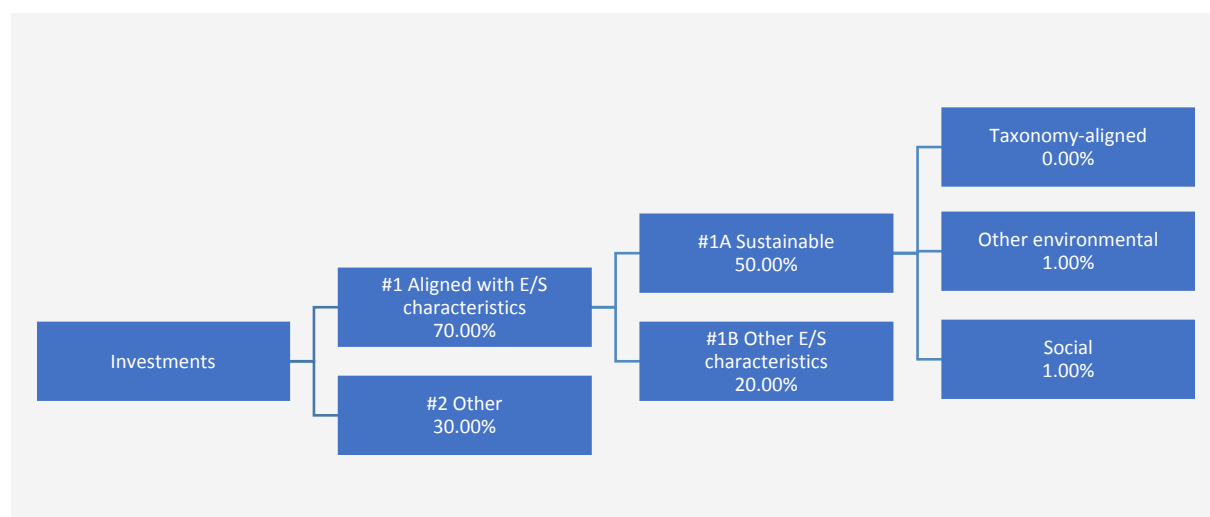 Investments
#1 Aligned with E/S
characteristics
70.00%
#2 Other
30.00%
#1A Sustainable
50.00%
#1B Other E/S
characteristics
20.00%
Taxonomy-aligned
0.00%
Other environmental
1.00%
Social
1.00%